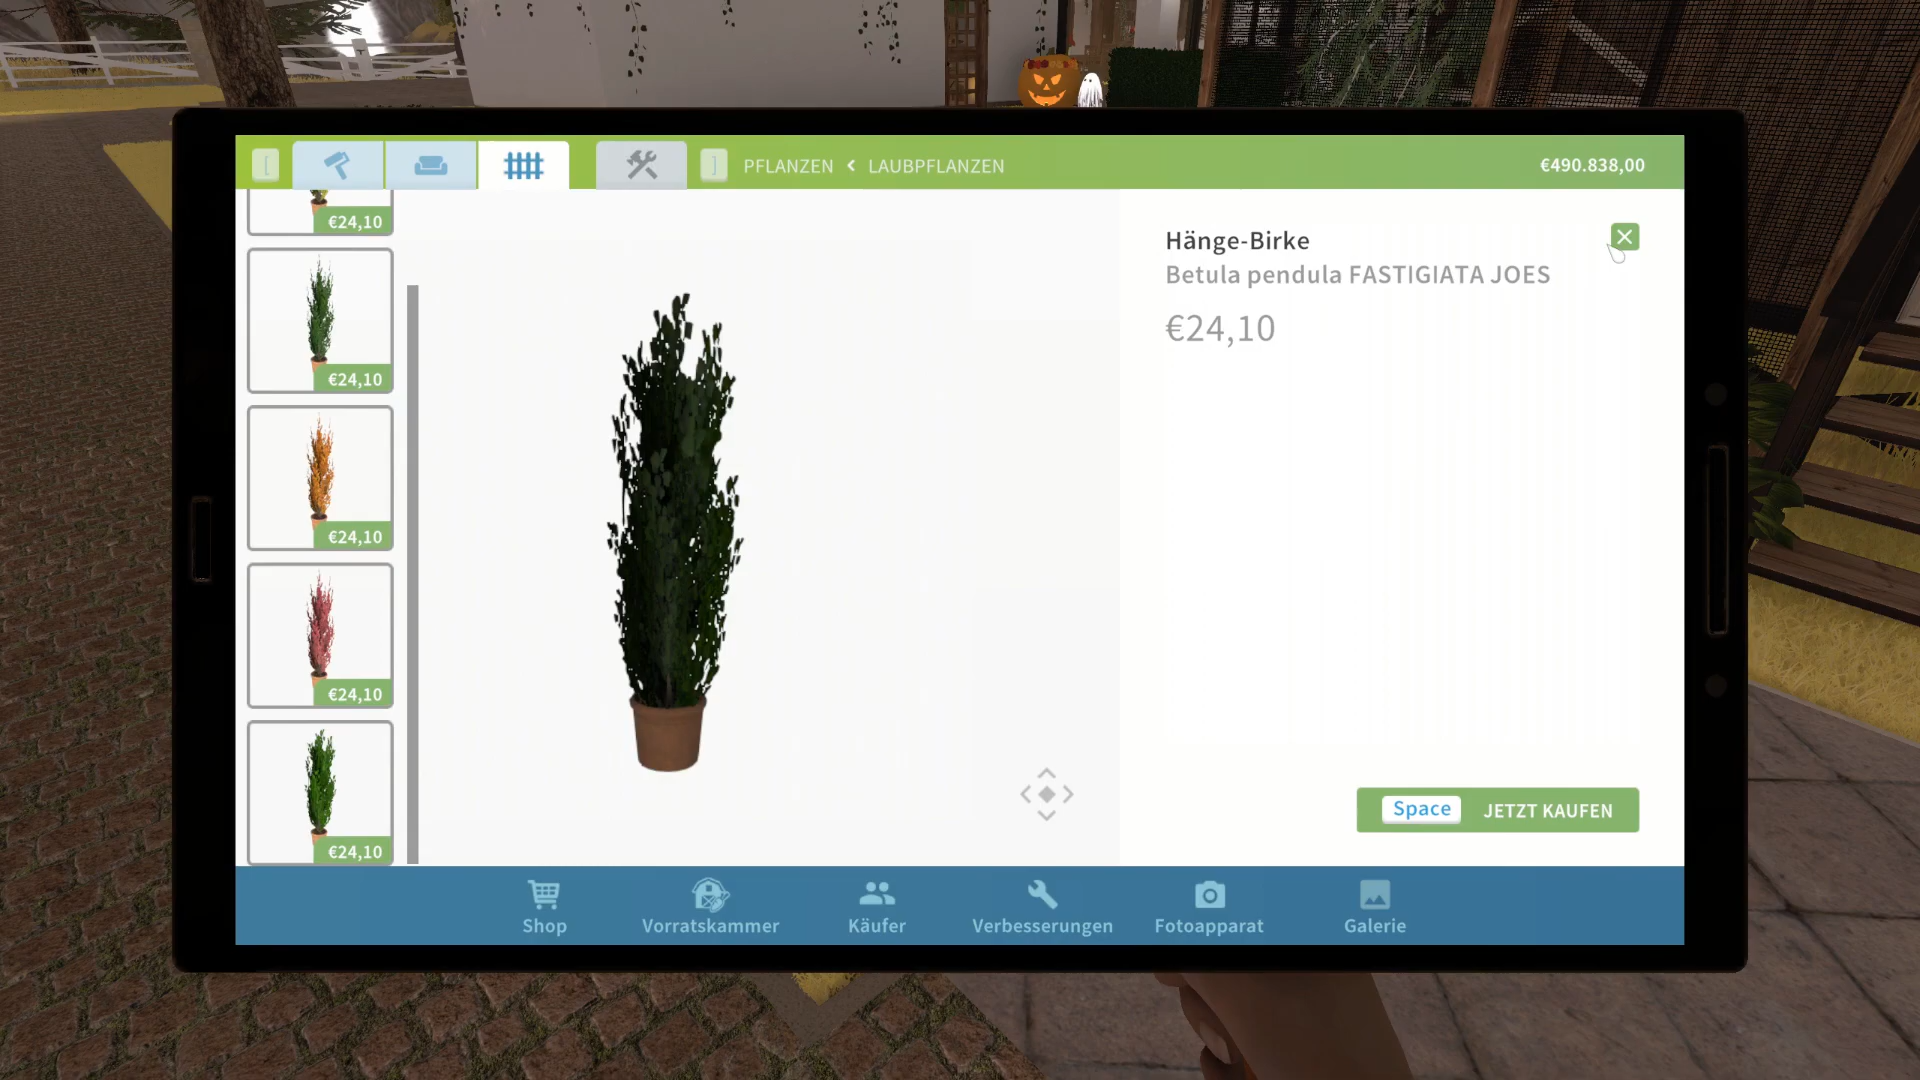 [
]
PFLANZEN < LAUBPFLANZEN
€490.838,00
€24,10
€24,10
€24,10
€24,10
€24,10
Hänge-Birke
Betula pendula FASTIGIATA JOES
€24,10
Space JETZT KAUFEN
Shop
Vorratskammer
Käufer
Verbesserungen
Fotoapparat
Galerie